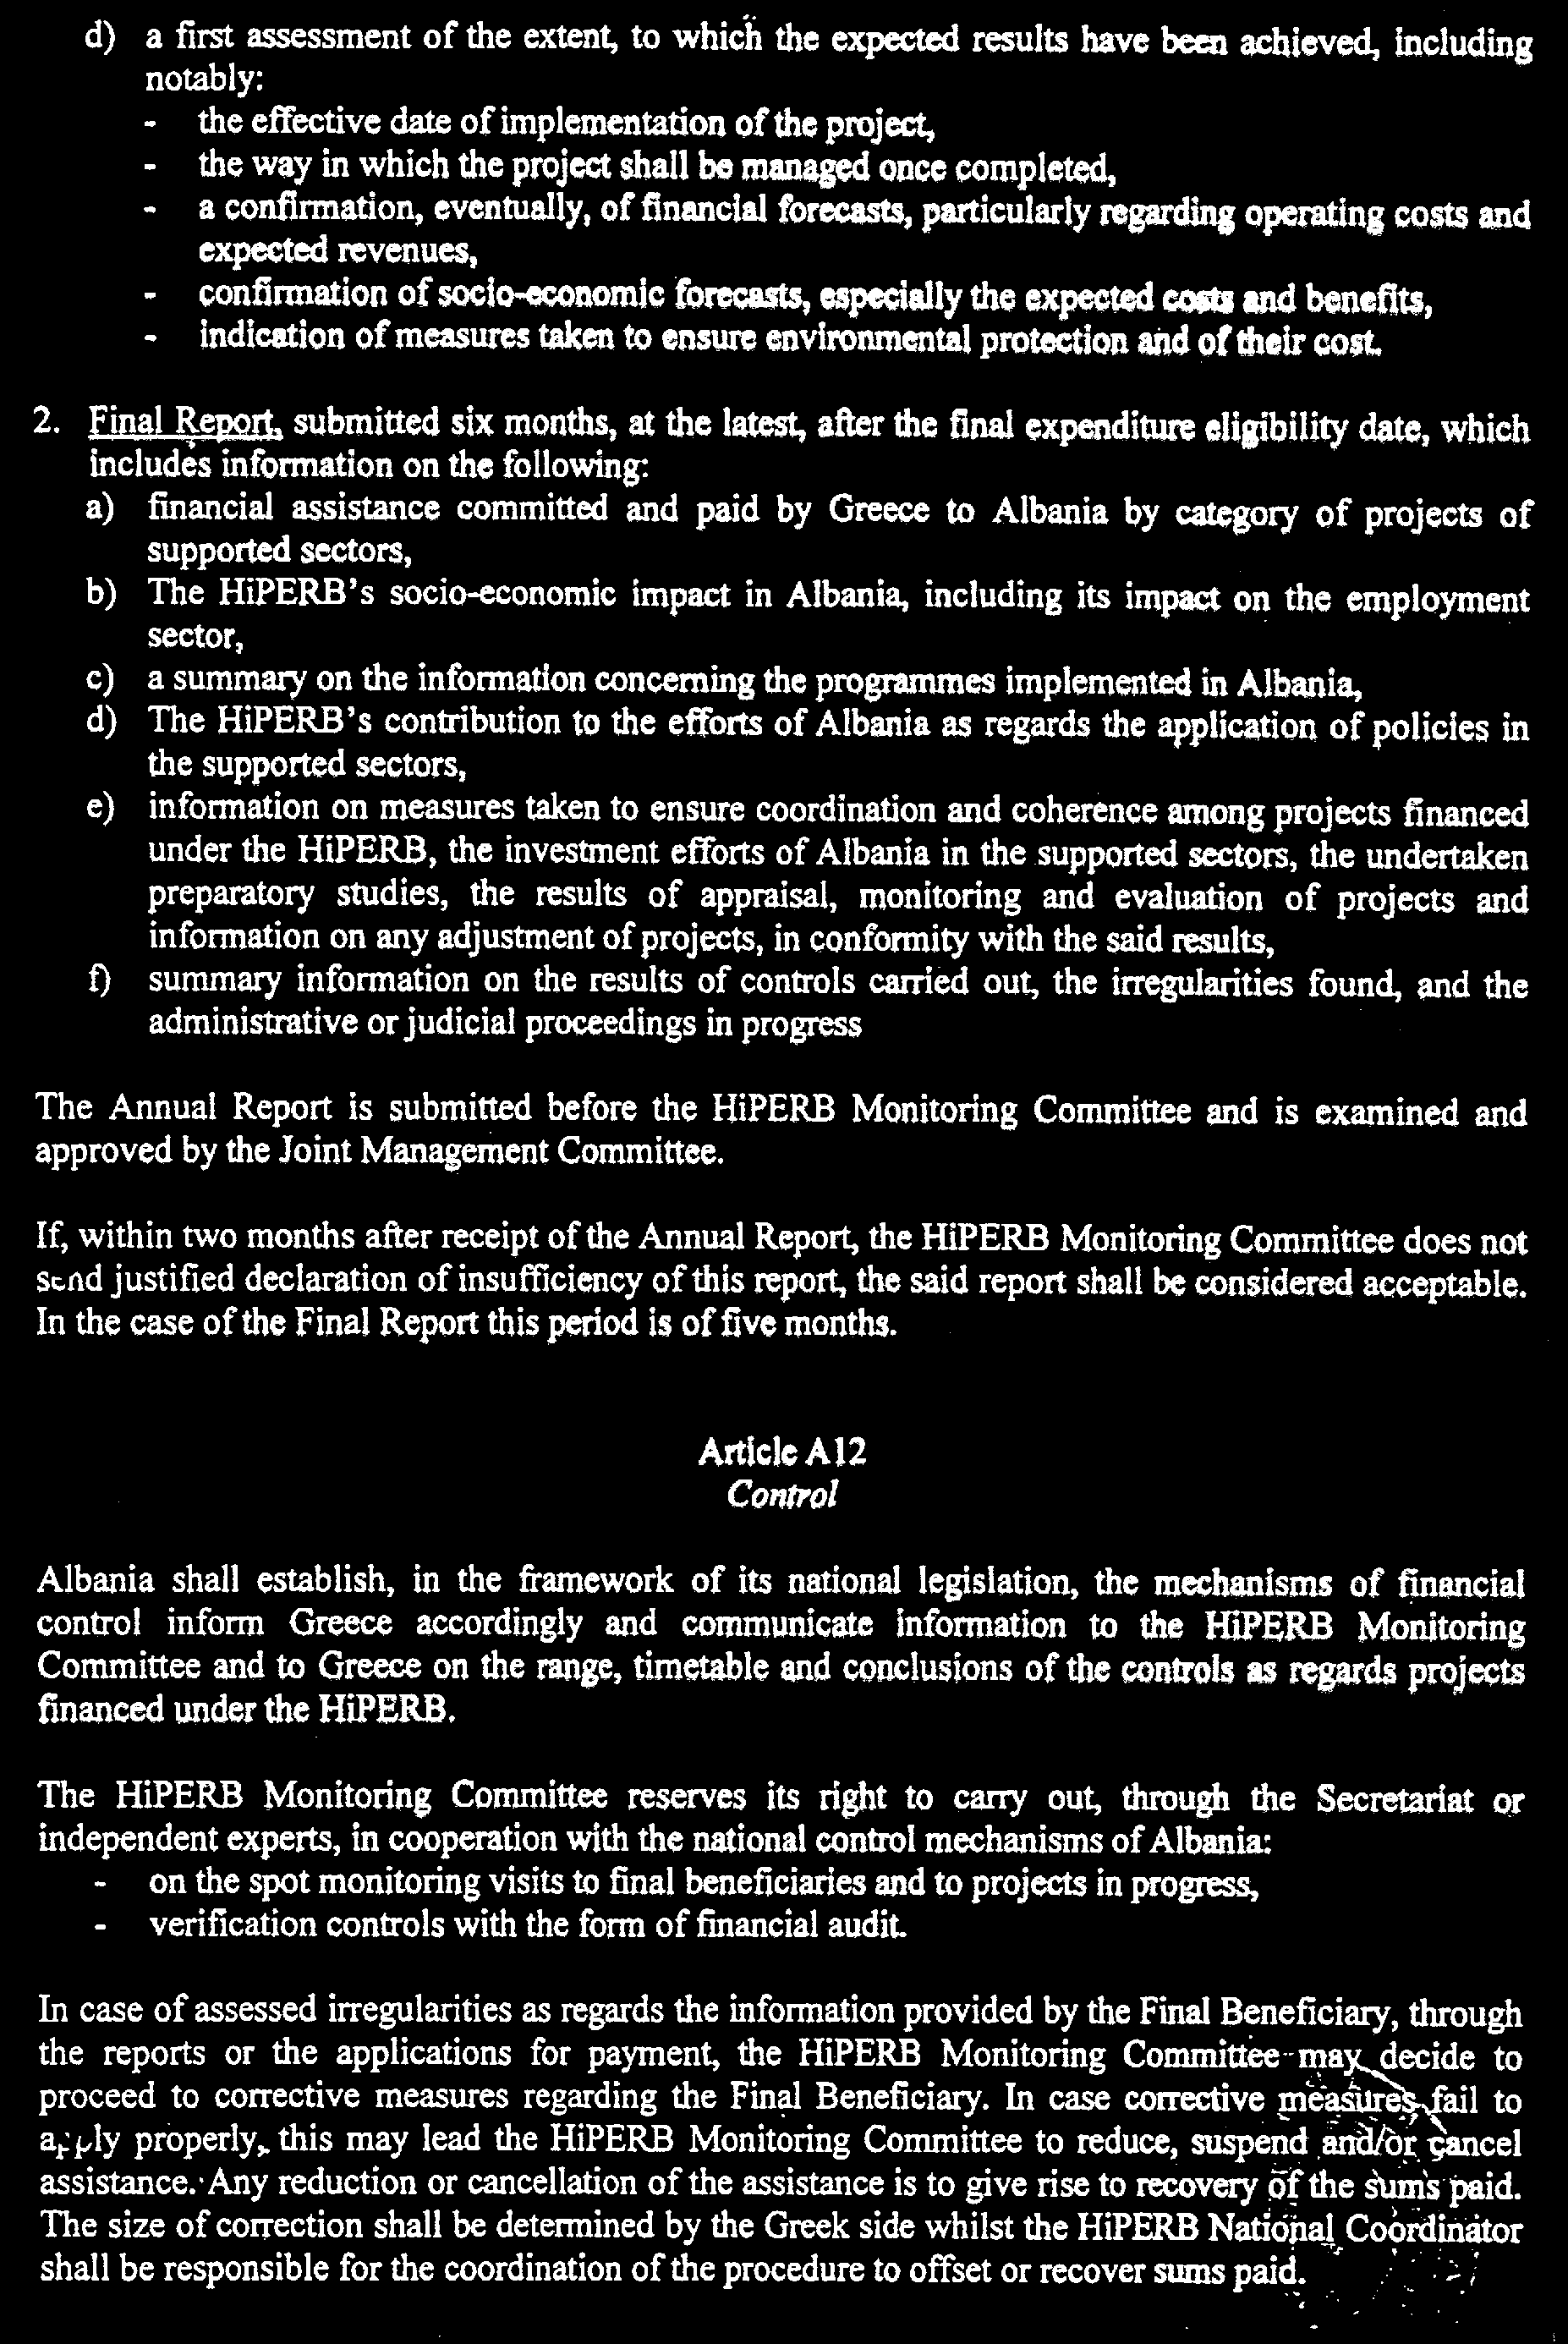 d) a first assessment of the extent, to which the expected results have been achieved, including
notably:
- the effective date of implementation of the project,
- the way in which the project shall be managed once completed,
- a confirmation, eventually, of financial forecasts, particularly regarding operating costs and
expected revenues,
- confirmation of socio-economic forecasts, especially the expected costs and benefits,
- indication of measures taken to ensure environmental protection and of their cost.
2. Final Report, submitted six months, at the latest, after the final expenditure eligibility date, which
includes information on the following:
a) financial assistance committed and paid by Greece to Albania by category of projects of
supported sectors,
b) The HiPERB's socio-economic impact in Albania, including its impact on the employment
sector,
c) a summary on the information concerning the programmes implemented in Albania,
d) The HiPERB's contribution to the efforts of Albania as regards the application of policies in
the supported sectors,
e) information on measures taken to ensure coordination and coherence among projects financed
under the HiPERB, the investment efforts of Albania in the supported sectors, the undertaken
preparatory studies, the results of appraisal, monitoring and evaluation of projects and
information on any adjustment of projects, in conformity with the said results,
f) summary information on the results of controls carried out, the irregularities found, and the
administrative or judicial proceedings in progress
The Annual Report is submitted before the HiPERB Monitoring Committee and is examined and
approved by the Joint Management Committee.
If, within two months after receipt of the Annual Report, the HiPERB Monitoring Committee does not
send justified declaration of insufficiency of this report, the said report shall be considered acceptable.
In the case of the Final Report this period is of five months.
Article A12
Control
Albania shall establish, in the framework of its national legislation, the mechanisms of financial
control inform Greece accordingly and communicate information to the HiPERB Monitoring
Committee and to Greece on the range, timetable and conclusions of the controls as regards projects
financed under the HiPERB.
The HiPERB Monitoring Committee reserves its right to carry out, through the Secretariat or
independent experts, in cooperation with the national control mechanisms of Albania:
- on the spot monitoring visits to final beneficiaries and to projects in progress,
- verification controls with the form of financial audit.
In case of assessed irregularities as regards the information provided by the Final Beneficiary, through
the reports or the applications for payment, the HiPERB Monitoring Committee may decide to
proceed to corrective measures regarding the Final Beneficiary. In case corrective measures fail to
apply properly, this may lead the HiPERB Monitoring Committee to reduce, suspend and/or cancel
assistance. Any reduction or cancellation of the assistance is to give rise to recovery of the sums paid.
The size of correction shall be determined by the Greek side whilst the HiPERB National Coordinator
shall be responsible for the coordination of the procedure to offset or recover sums paid.